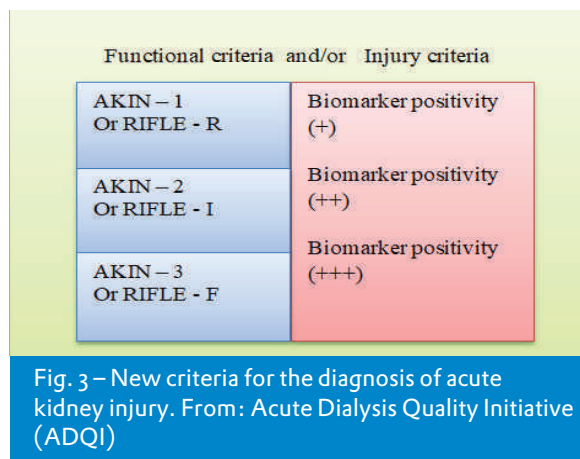 Functional criteria and/or Injury criteria
AKIN – 1
Or RIFLE - R
Biomarker positivity
(+)
AKIN – 2
Or RIFLE - I
Biomarker positivity
(++)
AKIN – 3
Or RIFLE - F
Biomarker positivity
(+++)
Fig. 3 – New criteria for the diagnosis of acute
kidney injury. From: Acute Dialysis Quality Initiative
(ADQI)